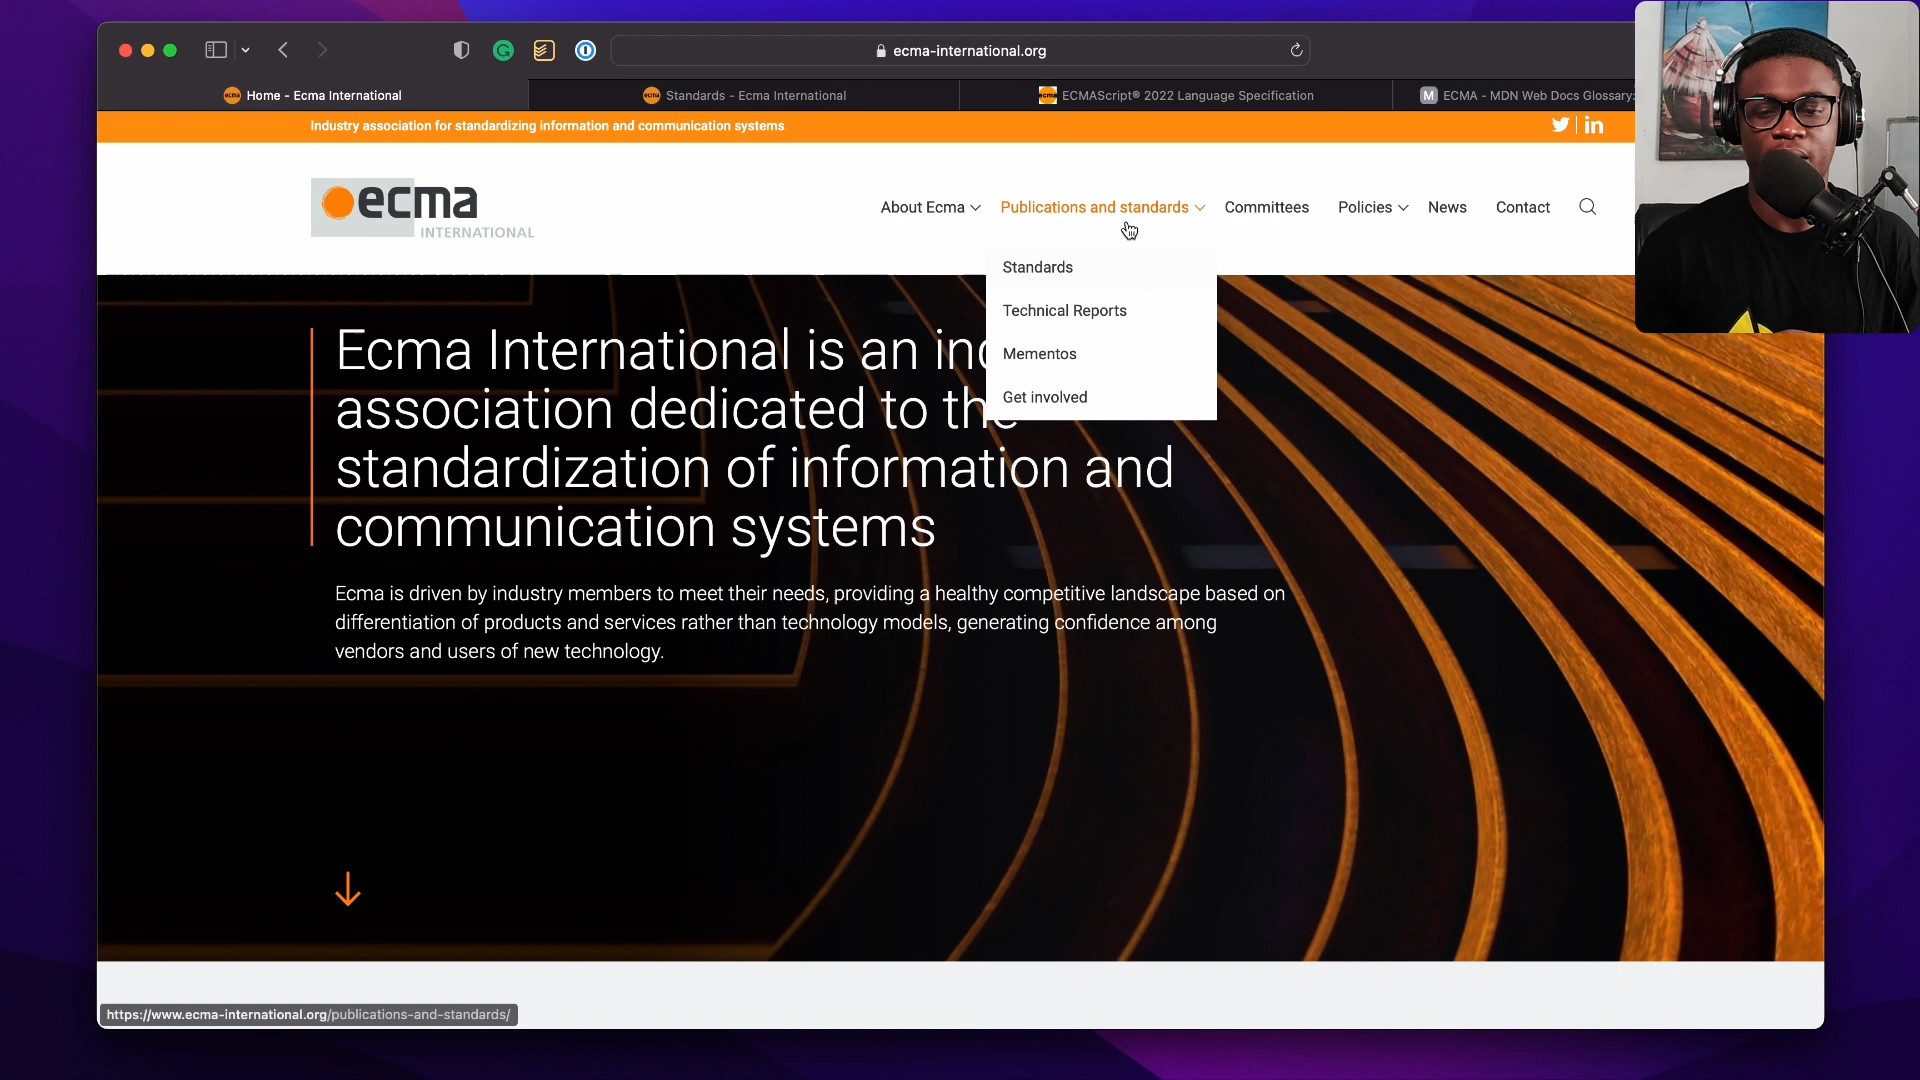 ecma-international.org
Home - Ecma International
Standards - Ecma International
ECMAScript® 2022 Language Specification
M ECMA - MDN Web Docs Glossary:
Industry association for standardizing information and communication systems
ecma
INTERNATIONAL
About Ecma
Publications and standards
Committees
Policies
News
Contact
Standards
Technical Reports
Mementos
Get involved
Ecma International is an
association dedicated to the
standardization of information and
communication systems
Ecma is driven by industry members to meet their needs, providing a healthy competitive landscape based on
differentiation of products and services rather than technology models, generating confidence among
vendors and users of new technology.
https://www.ecma-international.org/publications-and-standards/